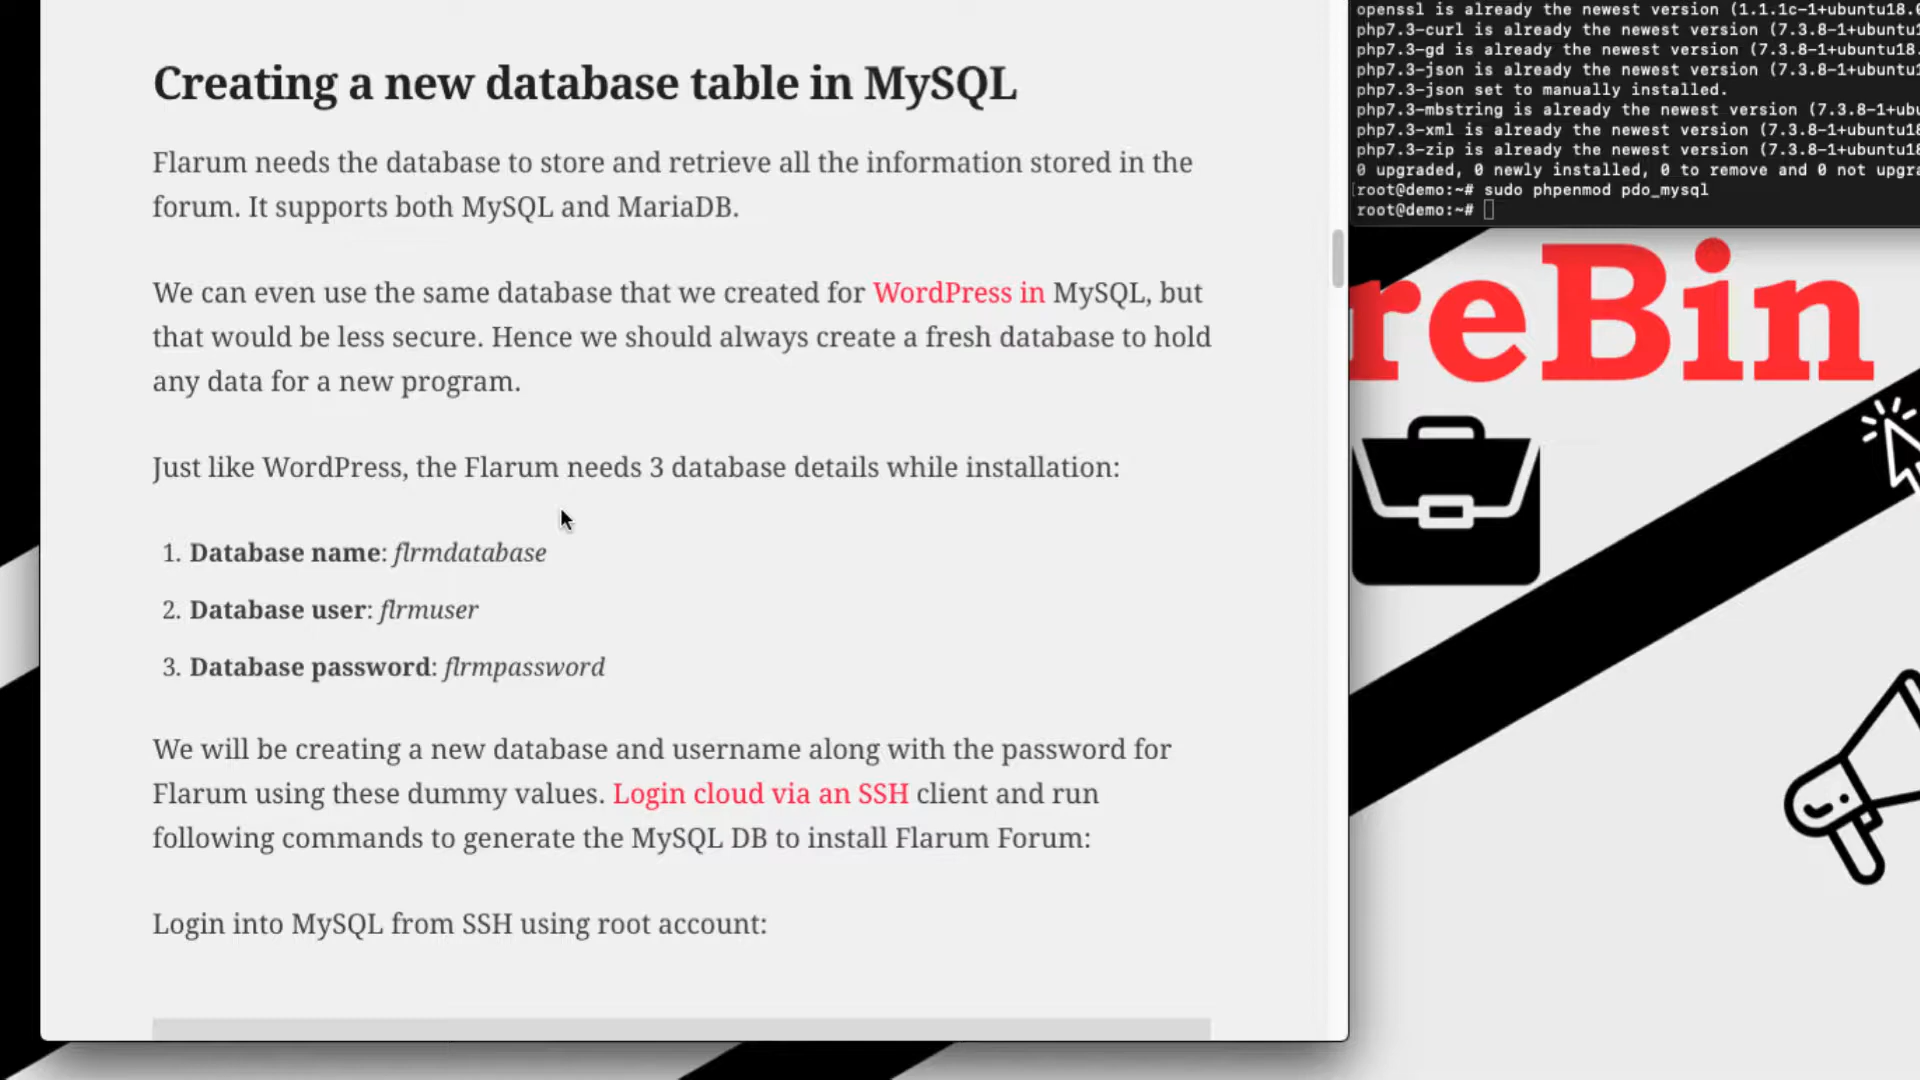 Creating a new database table in MySQL
Flarum needs the database to store and retrieve all the information stored in the
forum. It supports both MySQL and MariaDB.
We can even use the same database that we created for WordPress in MySQL, but
that would be less secure. Hence we should always create a fresh database to hold
any data for a new program.
Just like WordPress, the Flarum needs 3 database details while installation:
1. Database name: flrmdatabase
2. Database user: flrmuser
3. Database password: flrmpassword
We will be creating a new database and username along with the password for
Flarum using these dummy values. Login cloud via an SSH client and run
following commands to generate the MySQL DB to install Flarum Forum:
Login into MySQL from SSH using root account:
openssl is already the newest version (1.1.1c-1+ubuntu18.0
php7.3-curl is already the newest version (7.3.8-1+ubuntu1
php7.3-gd is already the newest version (7.3.8-1+ubuntu18.
php7.3-json is already the newest version (7.3.8-1+ubuntu1
php7.3-json set to manually installed.
php7.3-mbstring is already the newest version (7.3.8-1+ubu
php7.3-xml is already the newest version (7.3.8-1+ubuntu18
php7.3-zip is already the newest version (7.3.8-1+ubuntu18
0 upgraded, 0 newly installed, 0 to remove and 0 not upgra
root@demo:~# sudo phpenmod pdo_mysql
root@demo:~#
reBin